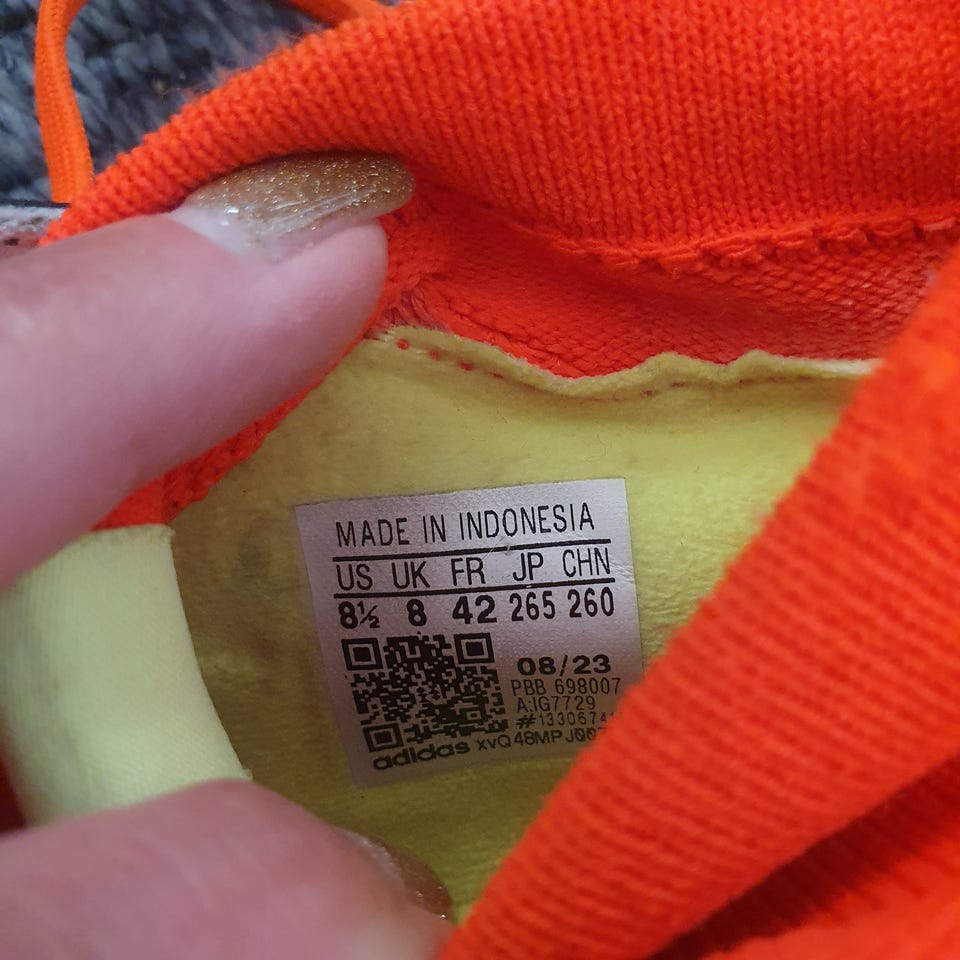 MADE IN INDONESIA
US UK FR JP CHN
8½ 8 42 265 260
08/23
PBB 698007
A:IG7729
adidas